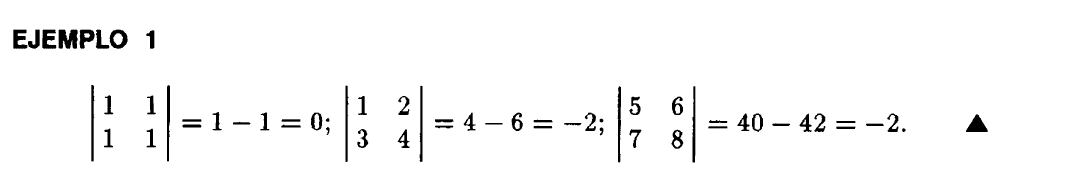 EJEMPLO 1
| 1 1 |
| 1 1 | = 1 − 1 = 0; | 1 2 |
| 3 4 | = 4 − 6 = −2; | 5 6 |
| 7 8 | = 40 − 42 = −2. ▲